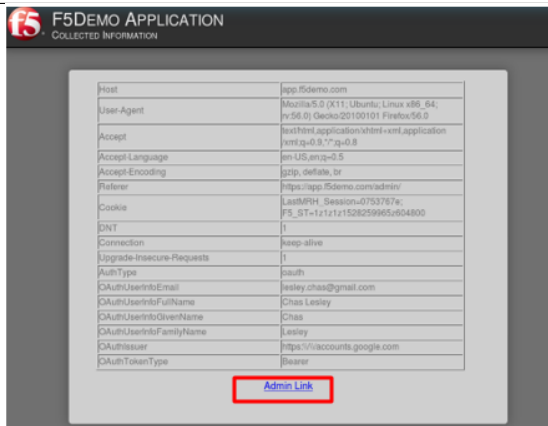 f5
F5DEMO APPLICATION
COLLECTED INFORMATION
Host app.f5demo.com
User-Agent Mozilla/5.0 (X11; Ubuntu; Linux x86_64;
rv:56.0) Gecko/20100101 Firefox/56.0
Accept text/html,application/xhtml+xml,application
/xml;q=0.9,*/*;q=0.8
Accept-Language en-US,en;q=0.5
Accept-Encoding gzip, deflate, br
Referer https://app.f5demo.com/admin/
Cookie LastMRH_Session=0753767e;
F5_ST=1z1z1z1528259965z604800
DNT 1
Connection keep-alive
Upgrade-Insecure-Requests 1
AuthType oauth
OAuthUserInfoEmail lesley.chas@gmail.com
OAuthUserInfoFullName Chas Lesley
OAuthUserInfoGivenName Chas
OAuthUserInfoFamilyName Lesley
OAuthIssuer https:\/\/accounts.google.com
OAuthTokenType Bearer
Admin Link